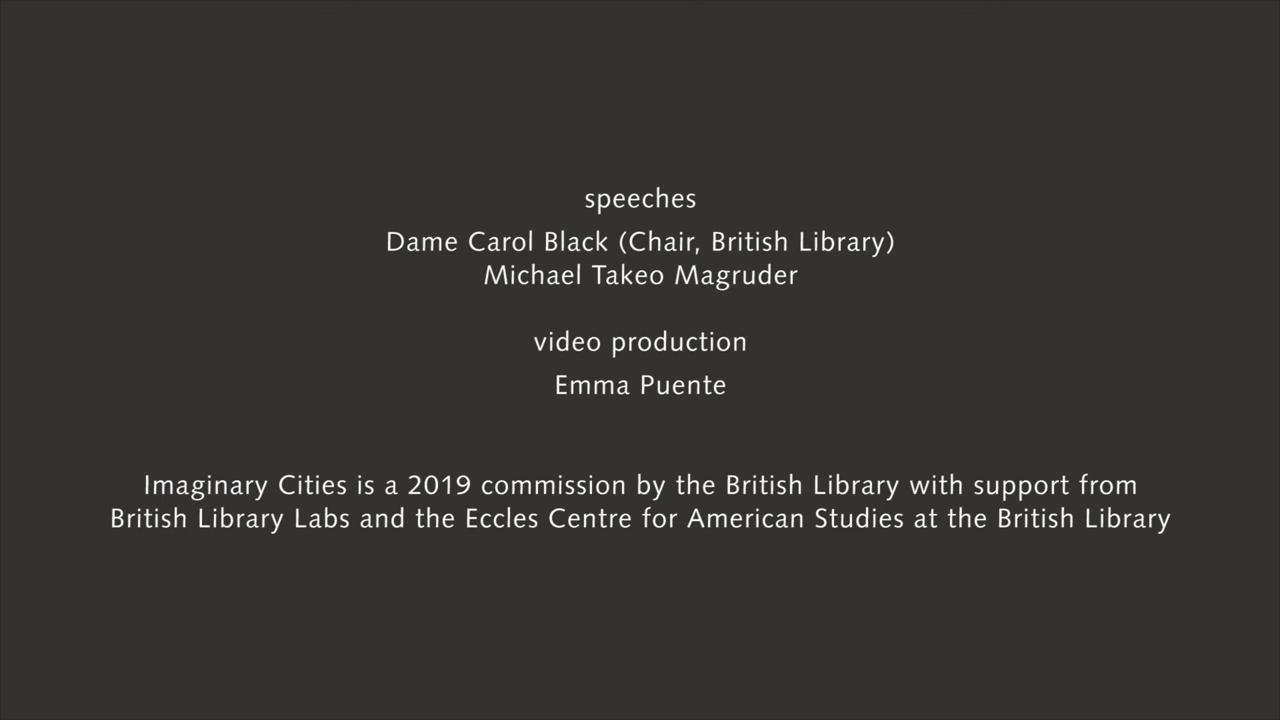 speeches
Dame Carol Black (Chair, British Library)
Michael Takeo Magruder
video production
Emma Puente
Imaginary Cities is a 2019 commission by the British Library with support from
British Library Labs and the Eccles Centre for American Studies at the British Library